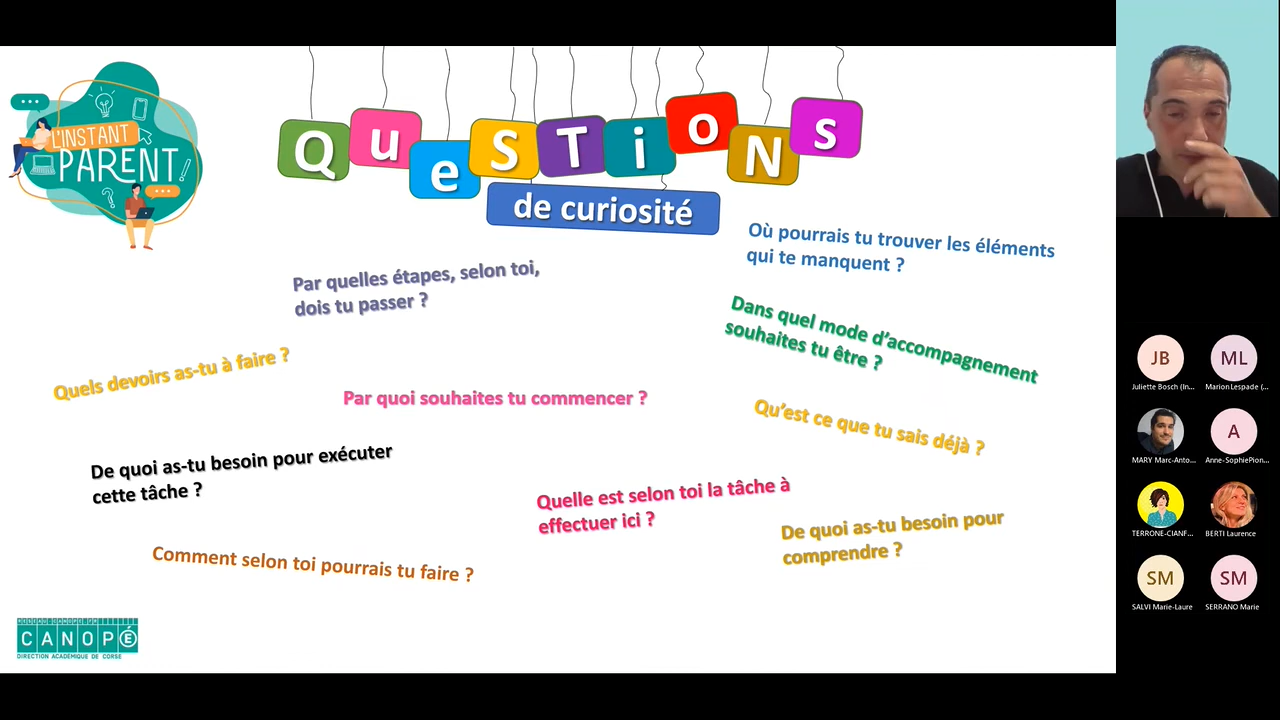 L'INSTANT
PARENT
QueSTioNs
de curiosité
Où pourrais tu trouver les éléments
qui te manquent ?
Par quelles étapes, selon toi,
dois tu passer ?
Dans quel mode d'accompagnement
souhaites tu être ?
Quels devoirs as-tu à faire ?
Par quoi souhaites tu commencer ?
Qu'est ce que tu sais déjà ?
De quoi as-tu besoin pour exécuter
cette tâche ?
Quelle est selon toi la tâche à
effectuer ici ?
De quoi as-tu besoin pour
comprendre ?
Comment selon toi pourrais tu faire ?
RÉSEAU CANOPÉ.FR
CANOPÉ
DIRECTION ACADÉMIQUE DE CORSE
JB
ML
Juliette Bosch (In...
Marion Lespade (...
A
MARY Marc-Anto...
Anne-SophiePion...
TERRONE-CIANF...
BERTI Laurence
SM
SM
SALVI Marie-Laure
SERRANO Marie